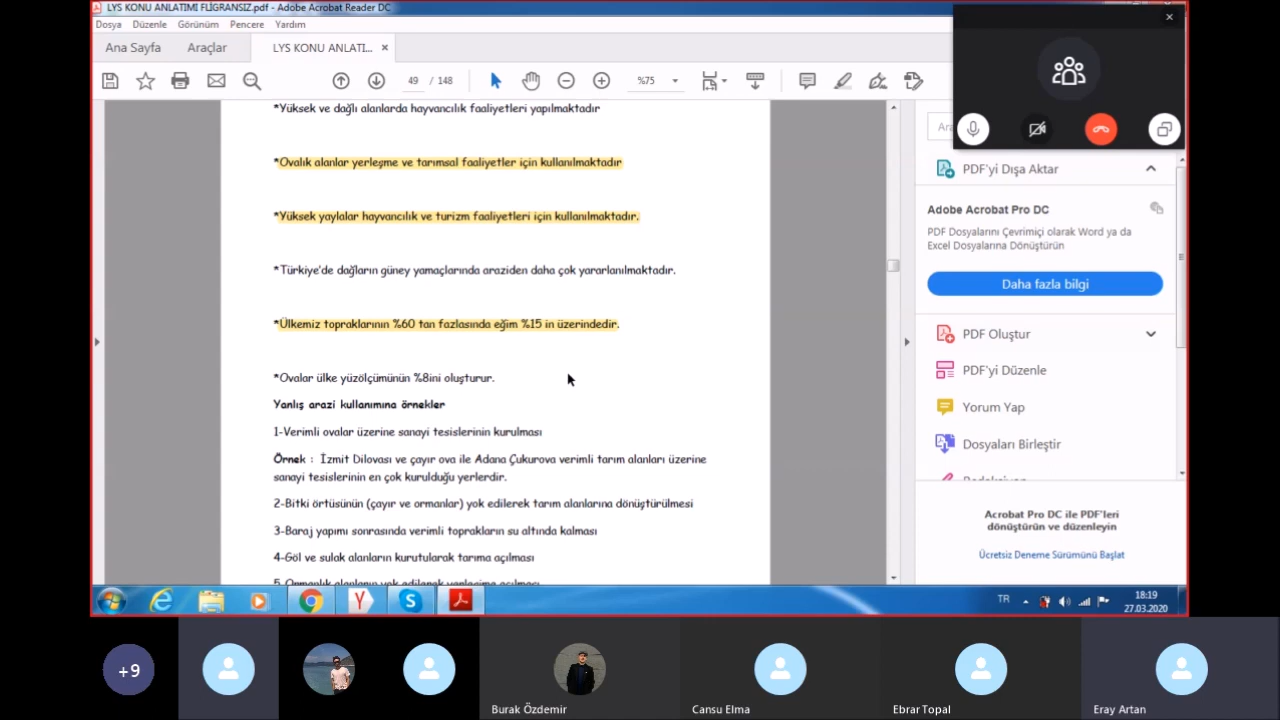 LYS KONU ANLATIMI FLİGRANSIZ.pdf - Adobe Acrobat Reader DC
Dosya Düzenle Görünüm Pencere Yardım
Ana Sayfa Araçlar LYS KONU ANLATI... ×
49 / 148 %75
*Yüksek ve dağlı alanlarda hayvancılık faaliyetleri yapılmaktadır
*Ovalık alanlar yerleşme ve tarımsal faaliyetler için kullanılmaktadır
*Yüksek yaylalar hayvancılık ve turizm faaliyetleri için kullanılmaktadır.
*Türkiye'de dağların güney yamaçlarında araziden daha çok yararlanılmaktadır.
*Ülkemiz topraklarının %60 tan fazlasında eğim %15 in üzerindedir.
*Ovalar ülke yüzölçümünün %8ini oluşturur.
Yanlış arazi kullanımına örnekler
1-Verimli ovalar üzerine sanayi tesislerinin kurulması
Örnek : İzmit Dilovası ve çayır ova ile Adana Çukurova verimli tarım alanları üzerine
sanayi tesislerinin en çok kurulduğu yerlerdir.
2-Bitki örtüsünün (çayır ve ormanlar) yok edilerek tarım alanlarına dönüştürülmesi
3-Baraj yapımı sonrasında verimli toprakların su altında kalması
4-Göl ve sulak alanların kurutularak tarıma açılması
5-Ormanlık alanların yok edilerek yerleşime açılması
Ara
PDF'yi Dışa Aktar
Adobe Acrobat Pro DC
PDF Dosyalarını Çevrimiçi olarak Word ya da
Excel Dosyalarına Dönüştürün
Daha fazla bilgi
PDF Oluştur
PDF'yi Düzenle
Yorum Yap
Dosyaları Birleştir
Redaksiyon
Acrobat Pro DC ile PDF'leri
dönüştürün ve düzenleyin
Ücretsiz Deneme Sürümünü Başlat
TR
18:19
27.03.2020
+9
Burak Özdemir
Cansu Elma
Ebrar Topal
Eray Artan